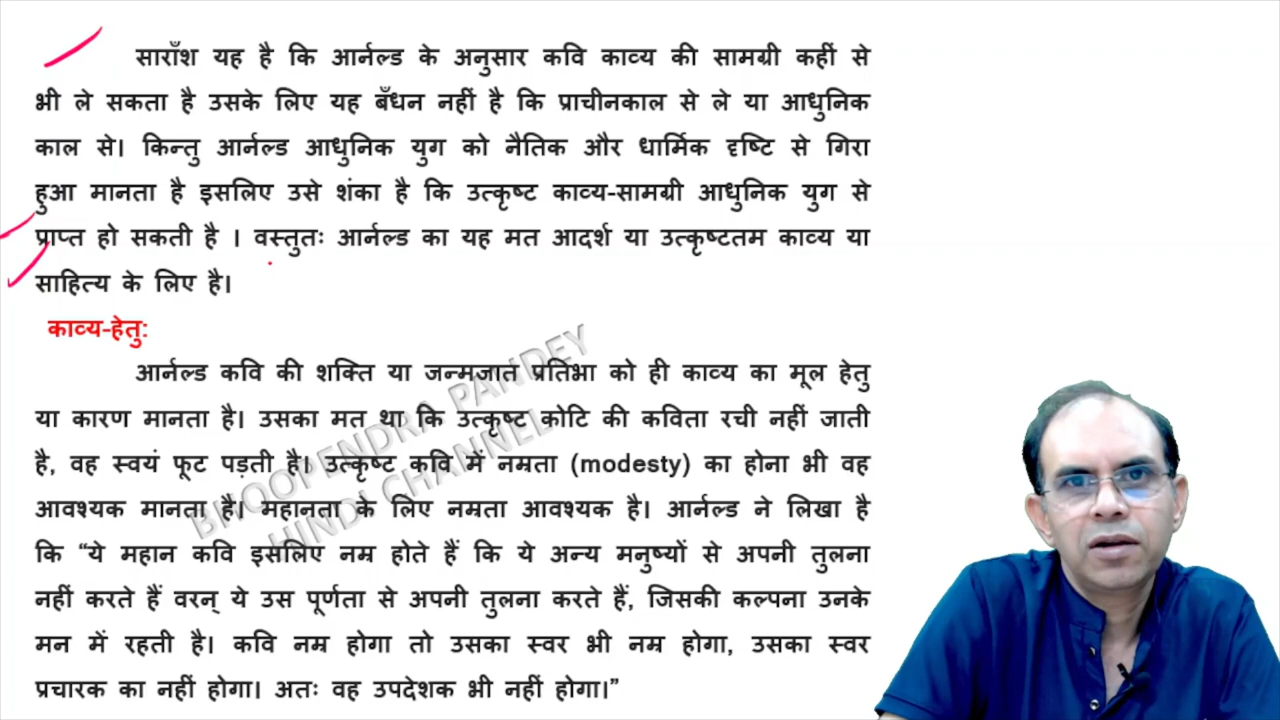 साराँश यह है कि आर्नल्ड के अनुसार कवि काव्य की सामग्री कहीं से
भी ले सकता है उसके लिए यह बँधन नहीं है कि प्राचीनकाल से ले या आधुनिक
काल से। किन्तु आर्नल्ड आधुनिक युग को नैतिक और धार्मिक दृष्टि से गिरा
हुआ मानता है इसलिए उसे शंका है कि उत्कृष्ट काव्य-सामग्री आधुनिक युग से
प्राप्त हो सकती है । वस्तुतः आर्नल्ड का यह मत आदर्श या उत्कृष्टतम काव्य या
साहित्य के लिए है।
काव्य-हेतु:
आर्नल्ड कवि की शक्ति या जन्मजात प्रतिभा को ही काव्य का मूल हेतु
या कारण मानता है। उसका मत था कि उत्कृष्ट कोटि की कविता रची नहीं जाती
है, वह स्वयं फूट पड़ती है। उत्कृष्ट कवि में नम्रता (modesty) का होना भी वह
आवश्यक मानता है। महानता के लिए नम्रता आवश्यक है। आर्नल्ड ने लिखा है
कि “ये महान कवि इसलिए नम्र होते हैं कि ये अन्य मनुष्यों से अपनी तुलना
नहीं करते हैं वरन् ये उस पूर्णता से अपनी तुलना करते हैं, जिसकी कल्पना उनके
मन में रहती है। कवि नम्र होगा तो उसका स्वर भी नम्र होगा, उसका स्वर
प्रचारक का नहीं होगा। अतः वह उपदेशक भी नहीं होगा।”
BHOOPENDRA PANDEY
HINDI CHANNEL